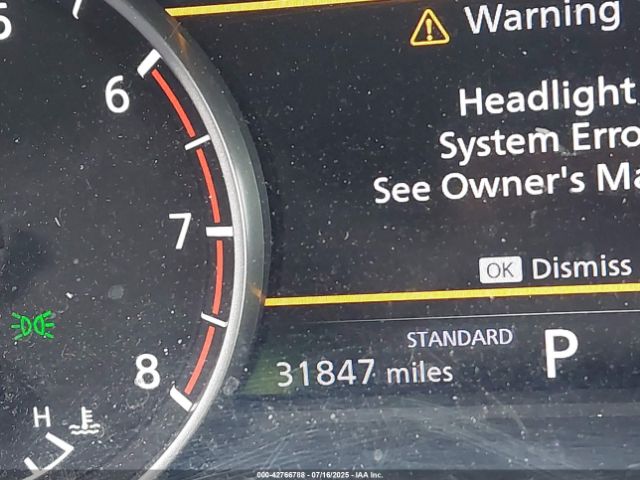 6
7
8
H
Warning
Headlight
System Erro
See Owner's Ma
OK Dismiss
STANDARD
P
31847 miles
000-42766788 - 07/16/2025 - IAA Inc.